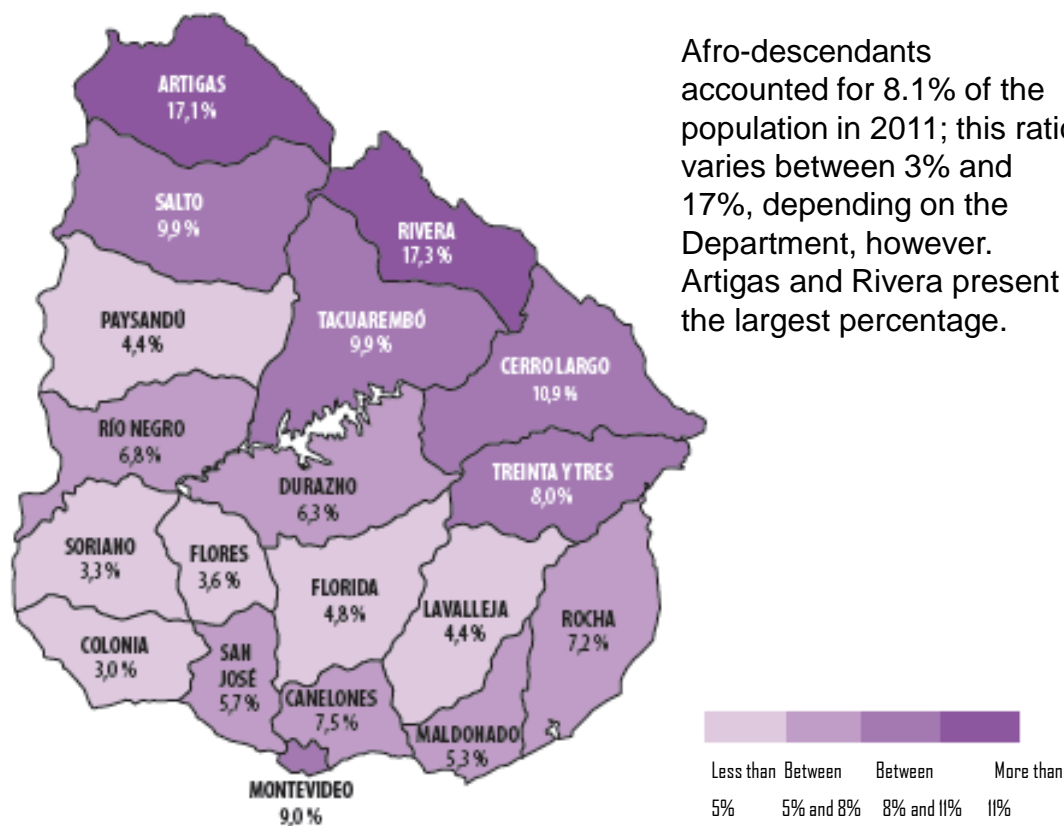 ARTIGAS
17,1%
SALTO
9,9%
RIVERA
17,3%
PAYSANDÚ
4,4%
TACUAREMBÓ
9,9%
CERRO LARGO
10,9%
RÍO NEGRO
6,8%
DURAZNO
6,3%
TREINTA Y TRES
8,0%
SORIANO
3,3%
FLORES
3,6%
FLORIDA
4,8%
LAVALLEJA
4,4%
ROCHA
7,2%
COLONIA
3,0%
SAN
JOSÉ
5,7%
CANELONES
7,5%
MALDONADO
5,3%
MONTEVIDEO
9,0%
Afro-descendants
accounted for 8.1% of the
population in 2011; this ratio
varies between 3% and
17%, depending on the
Department, however.
Artigas and Rivera present
the largest percentage.
Less than Between Between More than
5% 5% and 8% 8% and 11% 11%